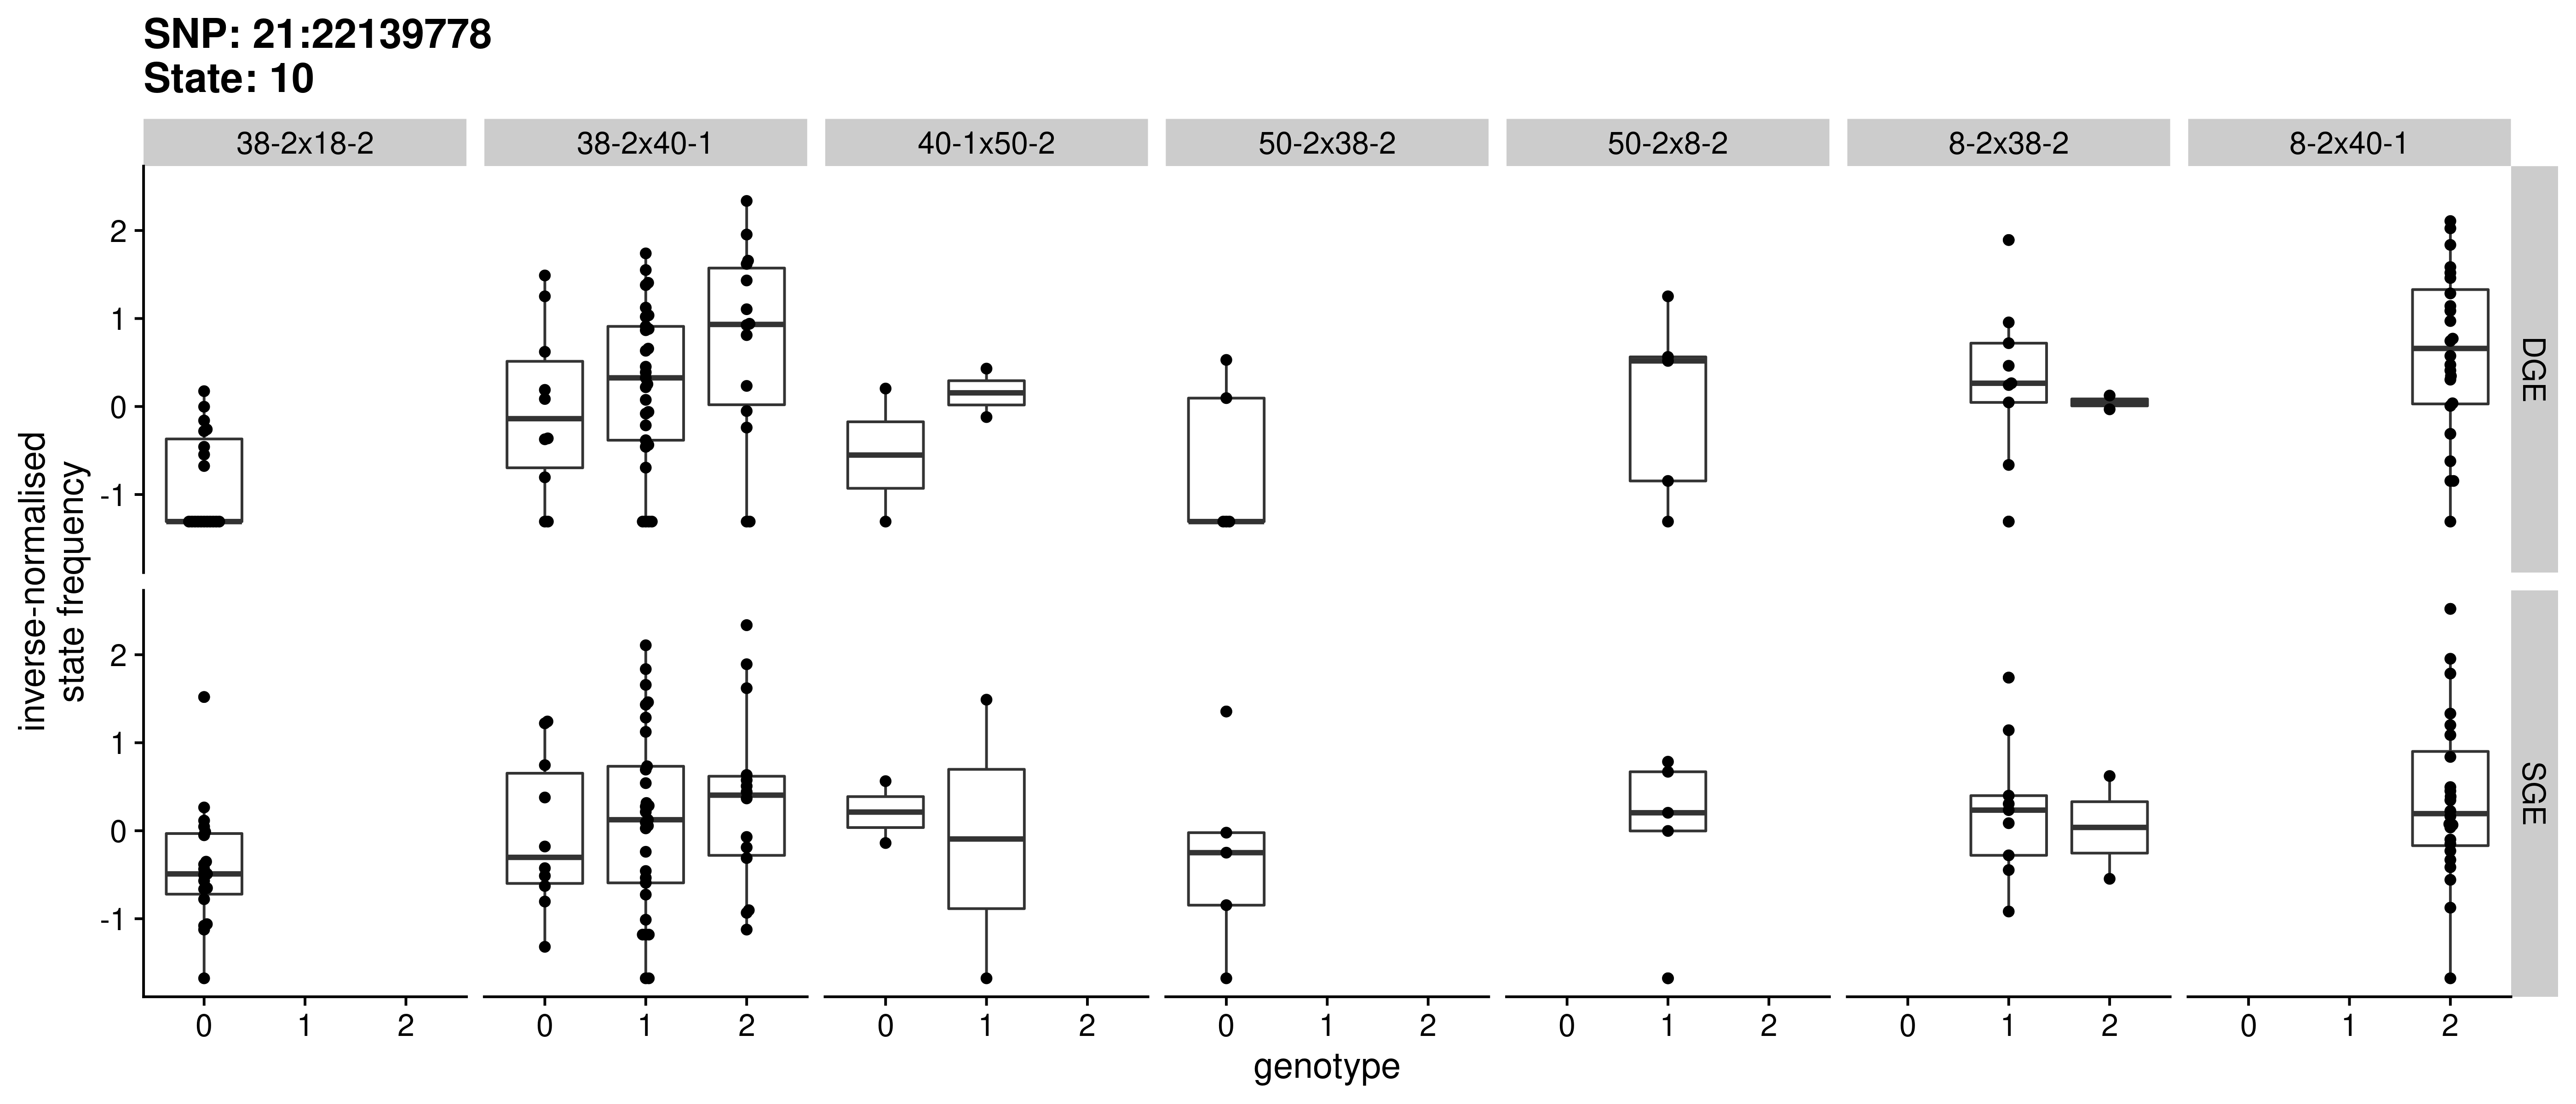 SNP: 21:22139778
State: 10
38-2x18-2
38-2x40-1
40-1x50-2
50-2x38-2
50-2x8-2
8-2x38-2
8-2x40-1
inverse-normalised
state frequency
2
1
0
-1
DGE
2
1
0
-1
SGE
0 1 2
0 1 2
0 1 2
0 1 2
0 1 2
0 1 2
0 1 2
genotype